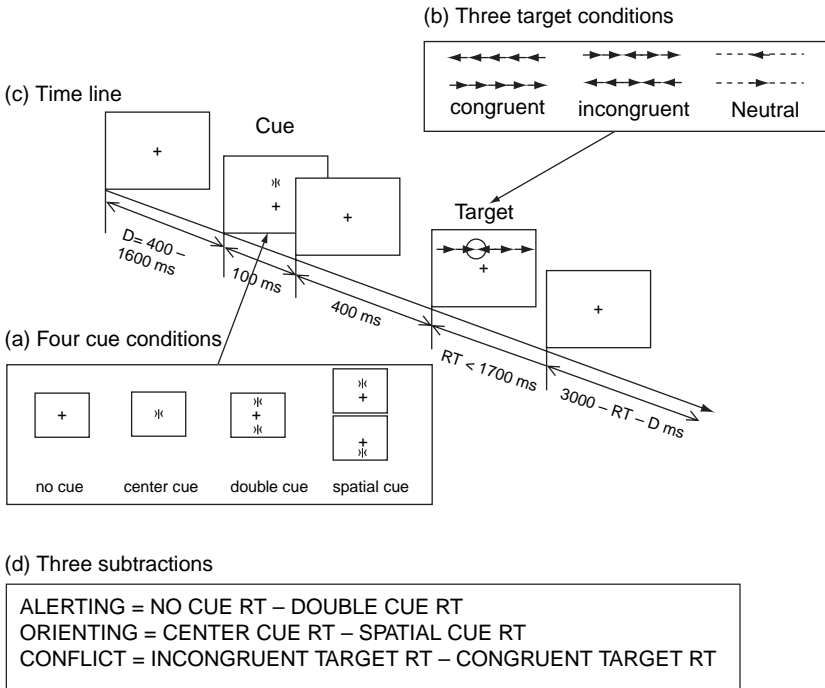 (b) Three target conditions
congruent
incongruent
Neutral
(c) Time line
Cue
+
+
+
Target
+
+
D= 400 –
1600 ms
100 ms
400 ms
RT < 1700 ms
3000 – RT – D ms
(a) Four cue conditions
+
+
+
+
no cue
center cue
double cue
spatial cue
(d) Three subtractions
ALERTING = NO CUE RT – DOUBLE CUE RT
ORIENTING = CENTER CUE RT – SPATIAL CUE RT
CONFLICT = INCONGRUENT TARGET RT – CONGRUENT TARGET RT